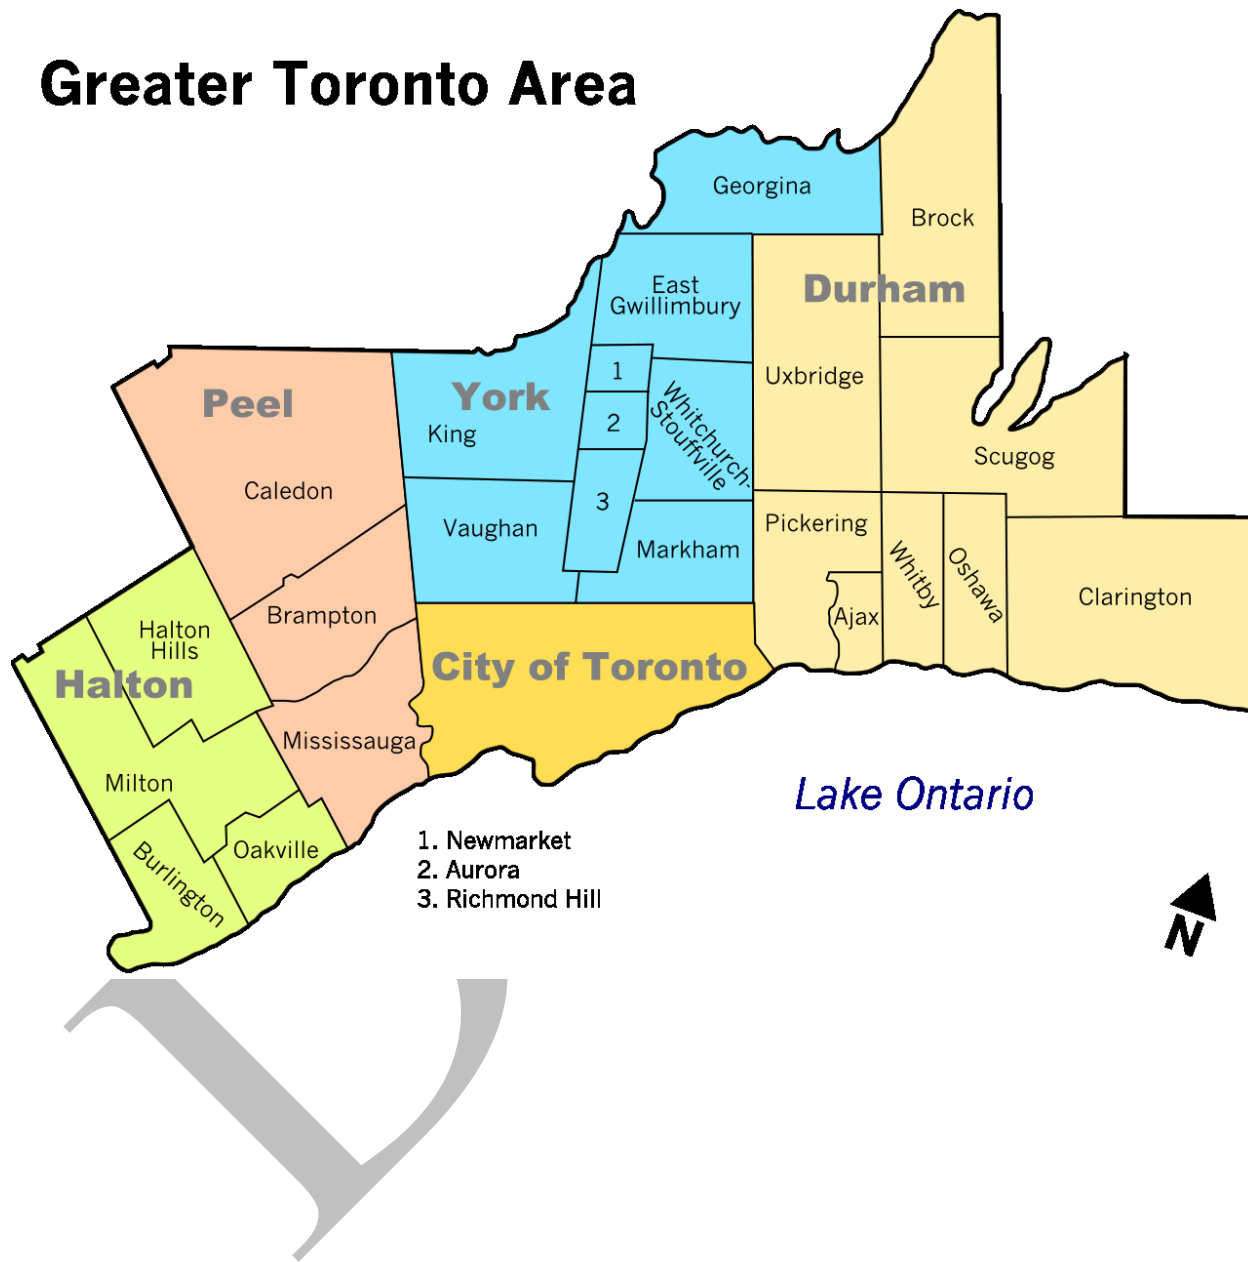 Greater Toronto Area
Georgina
Brock
East
Gwillimbury
Durham
1
Uxbridge
Peel
York
King
2
Whitchurch-
Stouffville
Scugog
Caledon
3
Vaughan
Pickering
Markham
Whitby
Oshawa
Clarington
Brampton
Ajax
Halton
Hills
City of Toronto
Halton
Mississauga
Milton
Lake Ontario
Burlington
Oakville
1. Newmarket
2. Aurora
3. Richmond Hill
N